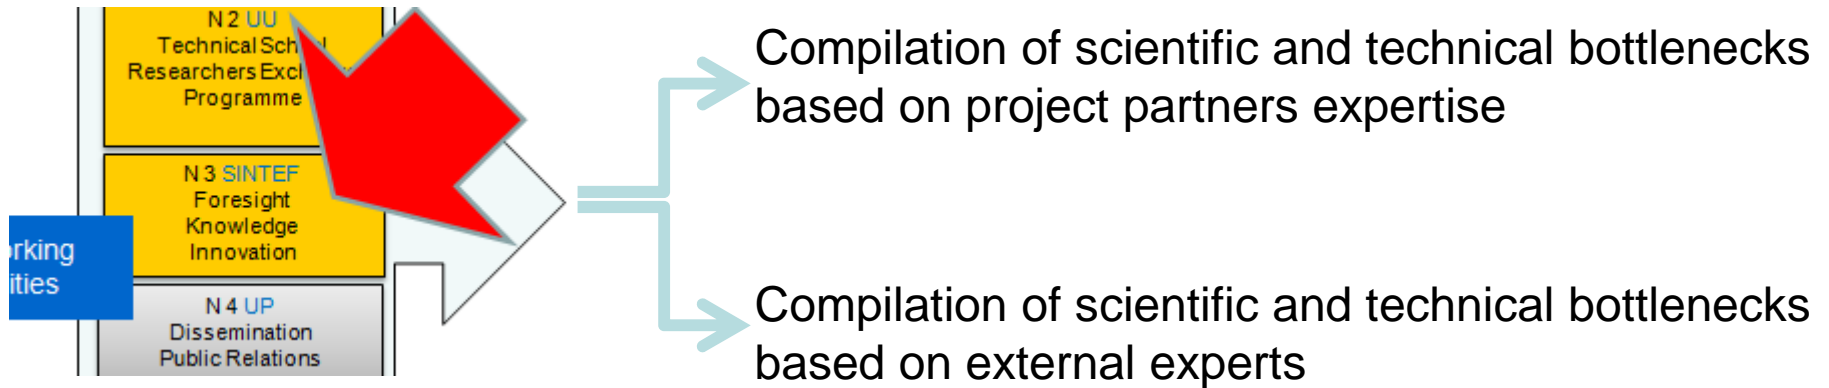 N 2 UU
Technical School
Researchers Exch
Programme
N 3 SINTEF
Foresight
Knowledge
Innovation
orking
ities
N 4 UP
Dissemination
Public Relations
Compilation of scientific and technical bottlenecks
based on project partners expertise
Compilation of scientific and technical bottlenecks
based on external experts